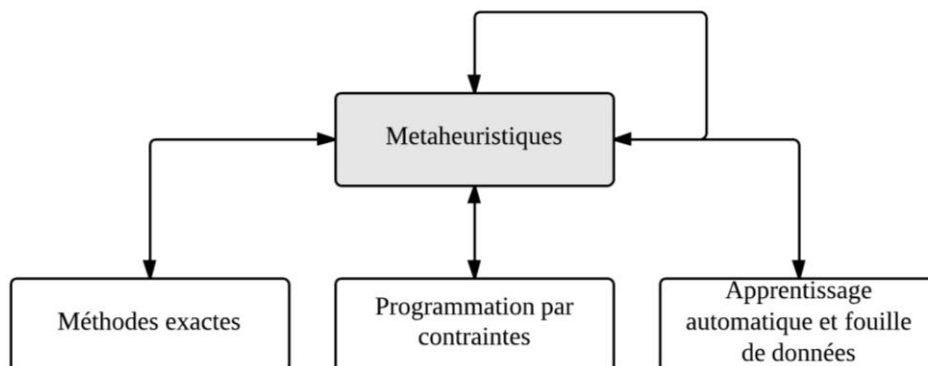 Metaheuristiques
Méthodes exactes
Programmation par
contraintes
Apprentissage
automatique et fouille
de données